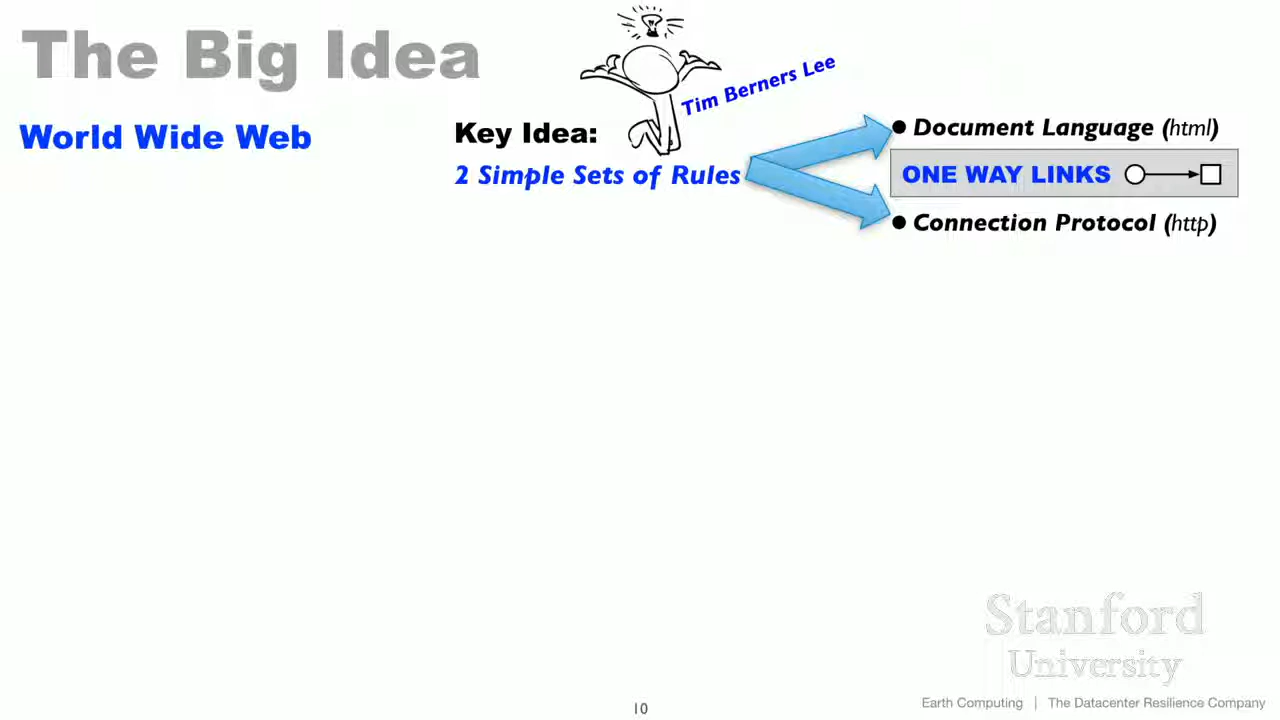 The Big Idea
Tim Berners Lee
World Wide Web
Key Idea:
2 Simple Sets of Rules
● Document Language (html)
ONE WAY LINKS
● Connection Protocol (http)
Stanford
University
10
Earth Computing | The Datacenter Resilience Company